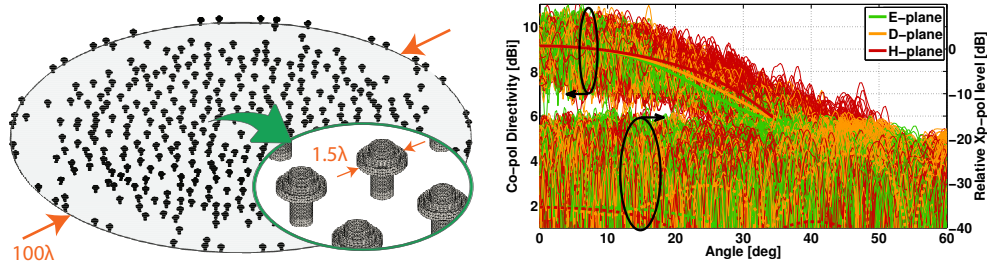 100λ
1.5λ
Co-pol Directivity [dBi]
10
8
6
4
2
0
10
20
30
40
50
60
Angle [deg]
0
-10
-20
-30
-40
Relative Xp-pol level [dB]
E-plane
D-plane
H-plane